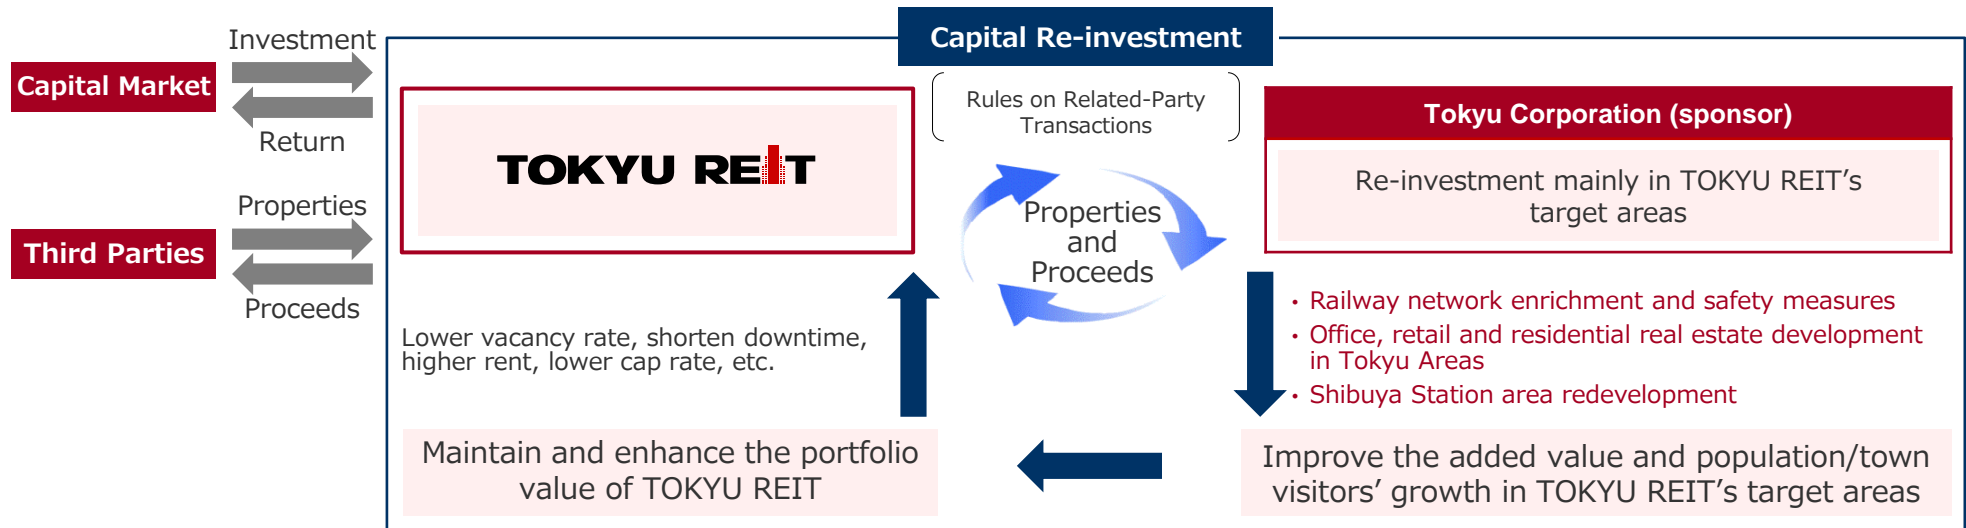 Capital Re-investment
Investment
Capital Market
Return
Properties
Third Parties
Proceeds
TOKYU REIT
Rules on Related-Party
Transactions
Properties
and
Proceeds
Tokyu Corporation (sponsor)
Re-investment mainly in TOKYU REIT’s
target areas
• Railway network enrichment and safety measures
• Office, retail and residential real estate development
in Tokyu Areas
• Shibuya Station area redevelopment
Lower vacancy rate, shorten downtime,
higher rent, lower cap rate, etc.
Maintain and enhance the portfolio
value of TOKYU REIT
Improve the added value and population/town
visitors’ growth in TOKYU REIT’s target areas